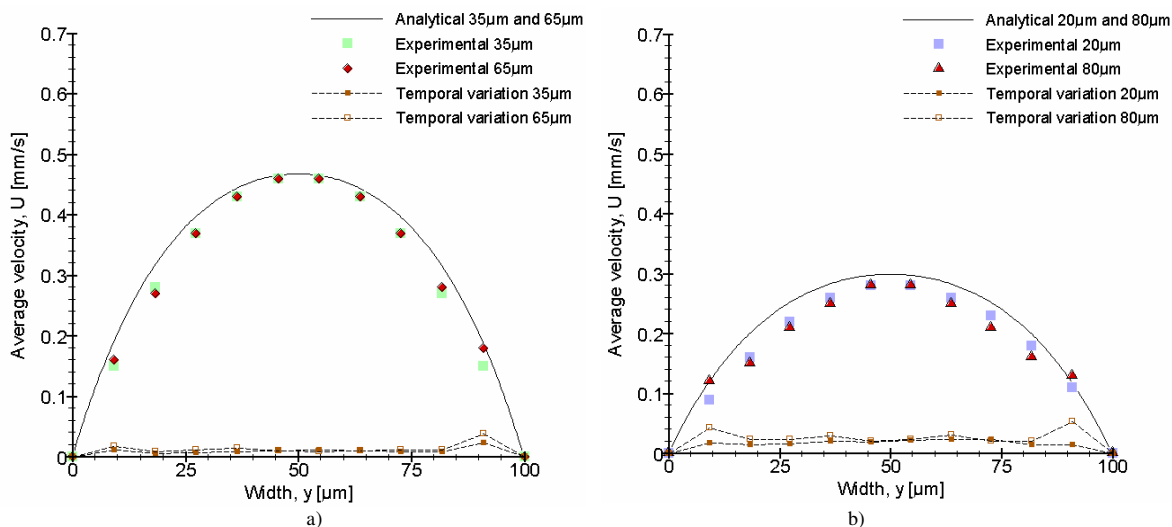 Analytical 35µm and 65µm
Experimental 35µm
Experimental 65µm
Temporal variation 35µm
Temporal variation 65µm
Average velocity, U [mm/s]
0.7
0.6
0.5
0.4
0.3
0.2
0.1
0
0 25 50 75 100
Width, y [µm]
a)
Analytical 20µm and 80µm
Experimental 20µm
Experimental 80µm
Temporal variation 20µm
Temporal variation 80µm
Average velocity, U [mm/s]
0.7
0.6
0.5
0.4
0.3
0.2
0.1
0
0 25 50 75 100
Width, y [µm]
b)